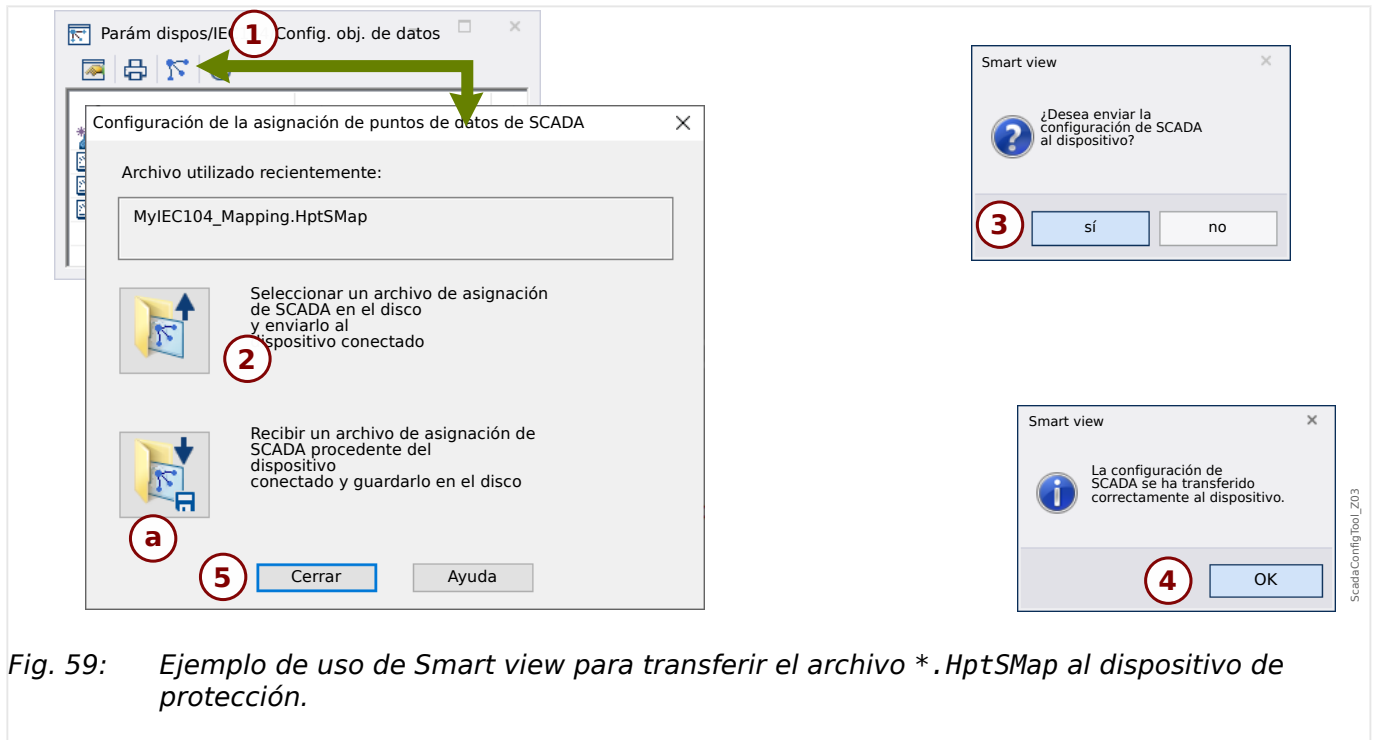 Parám dispos/IE
1
Config. obj. de datos
Configuración de la asignación de puntos de datos de SCADA
Archivo utilizado recientemente:
MyIEC104_Mapping.HptSMap
Seleccionar un archivo de asignación
de SCADA en el disco
y enviarlo al
dispositivo conectado
2
Recibir un archivo de asignación de
SCADA procedente del
dispositivo
conectado y guardarlo en el disco
a
5
Cerrar
Ayuda
Smart view
¿Desea enviar la
configuración de SCADA
al dispositivo?
3
sí
no
Smart view
La configuración de
SCADA se ha transferido
correctamente al dispositivo.
4
OK
ScadaConfigTool_Z03
Fig. 59: Ejemplo de uso de Smart view para transferir el archivo *.HptSMap al dispositivo de
protección.